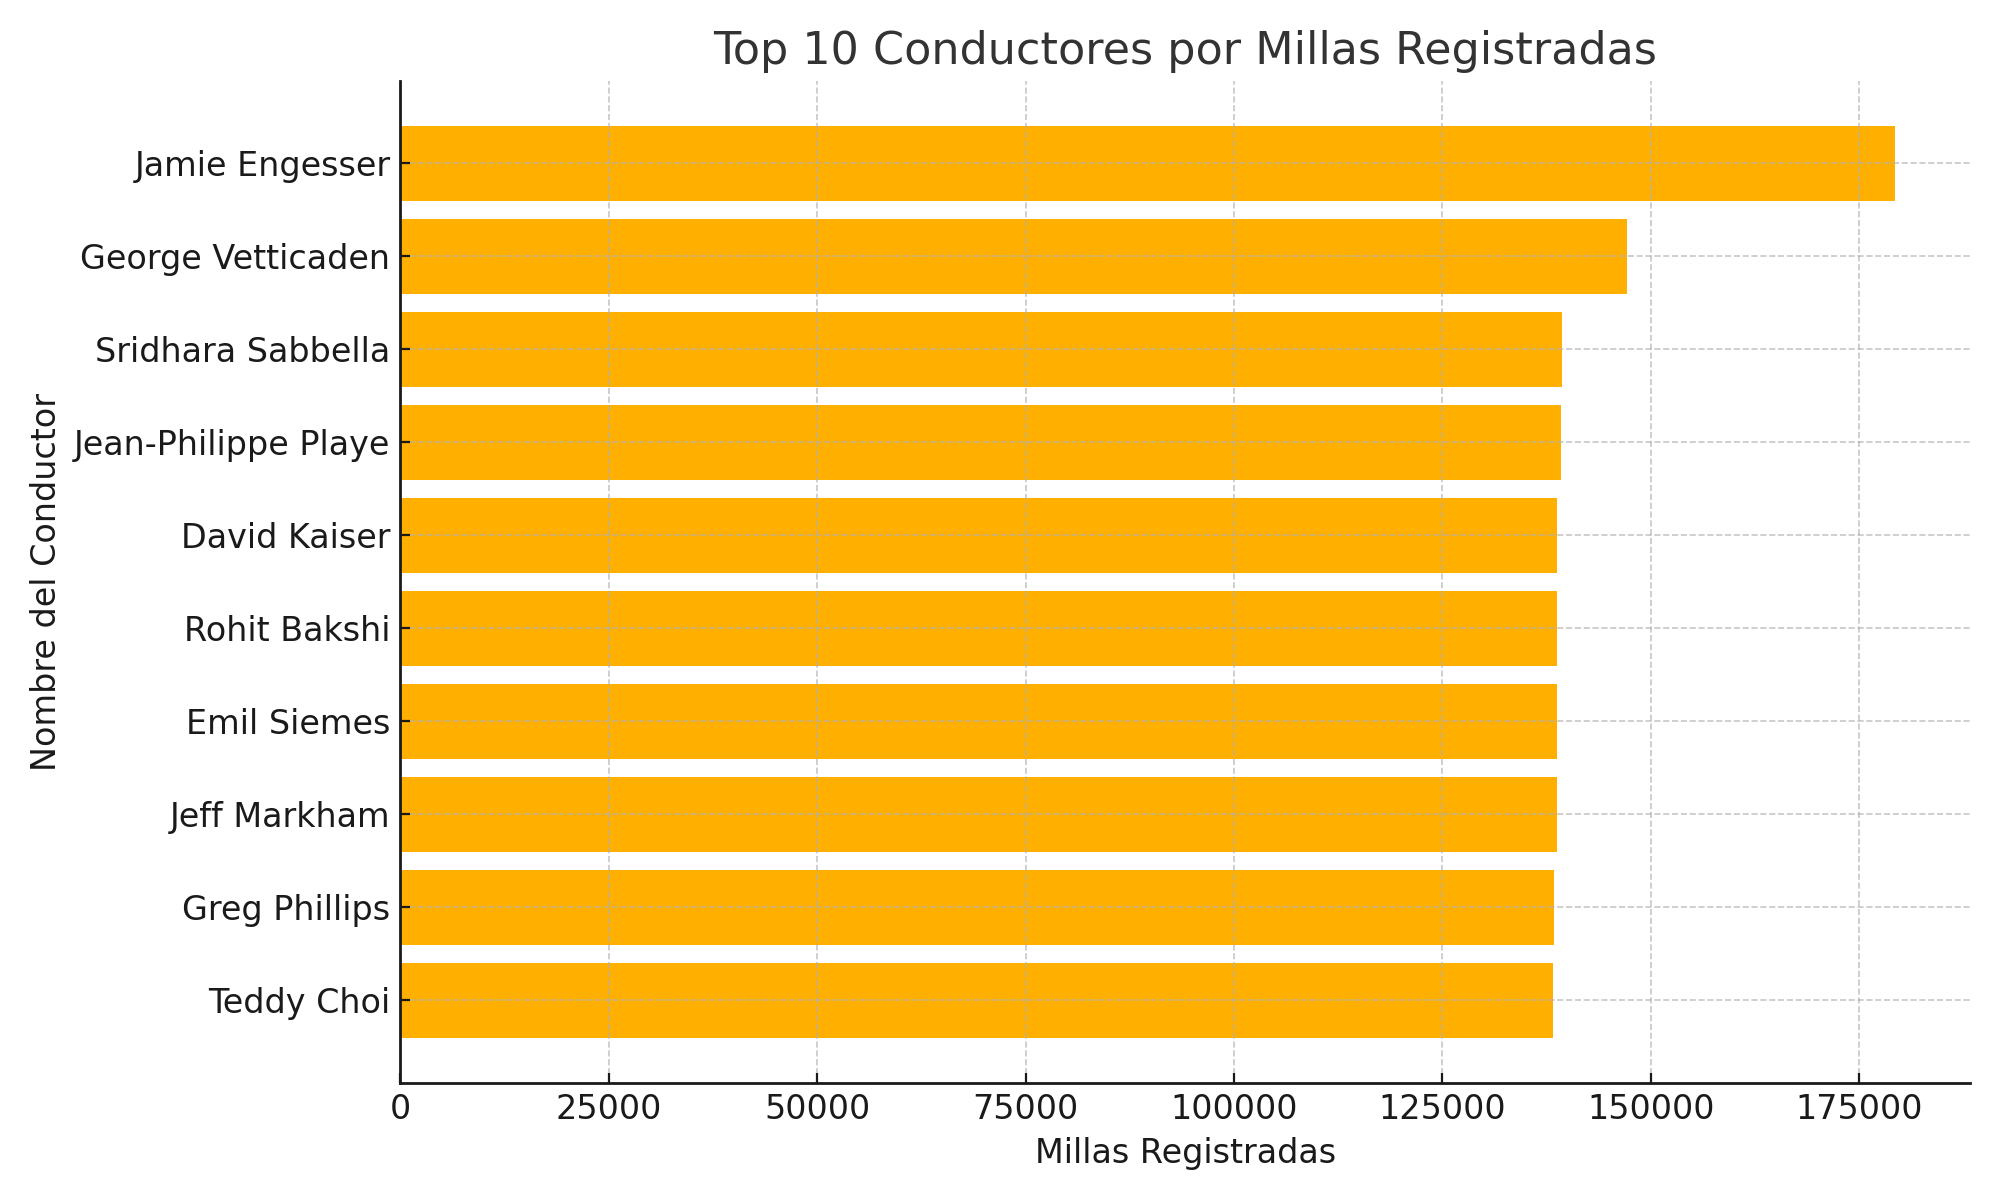 Top 10 Conductores por Millas Registradas
Nombre del Conductor
Jamie Engesser
George Vetticaden
Sridhara Sabbella
Jean-Philippe Playe
David Kaiser
Rohit Bakshi
Emil Siemes
Jeff Markham
Greg Phillips
Teddy Choi
0 25000 50000 75000 100000 125000 150000 175000
Millas Registradas